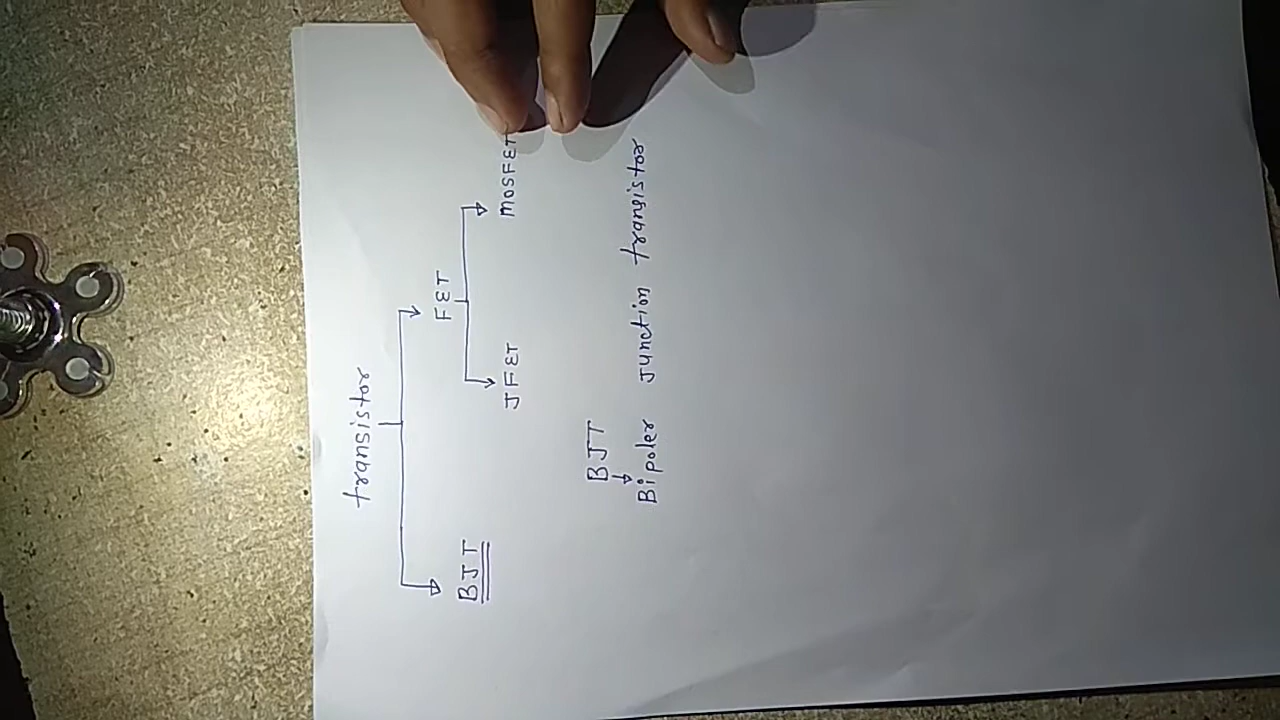 transistor
BJT
FET
JFET
MOSFET
BJT
Bipoler Junction transistor